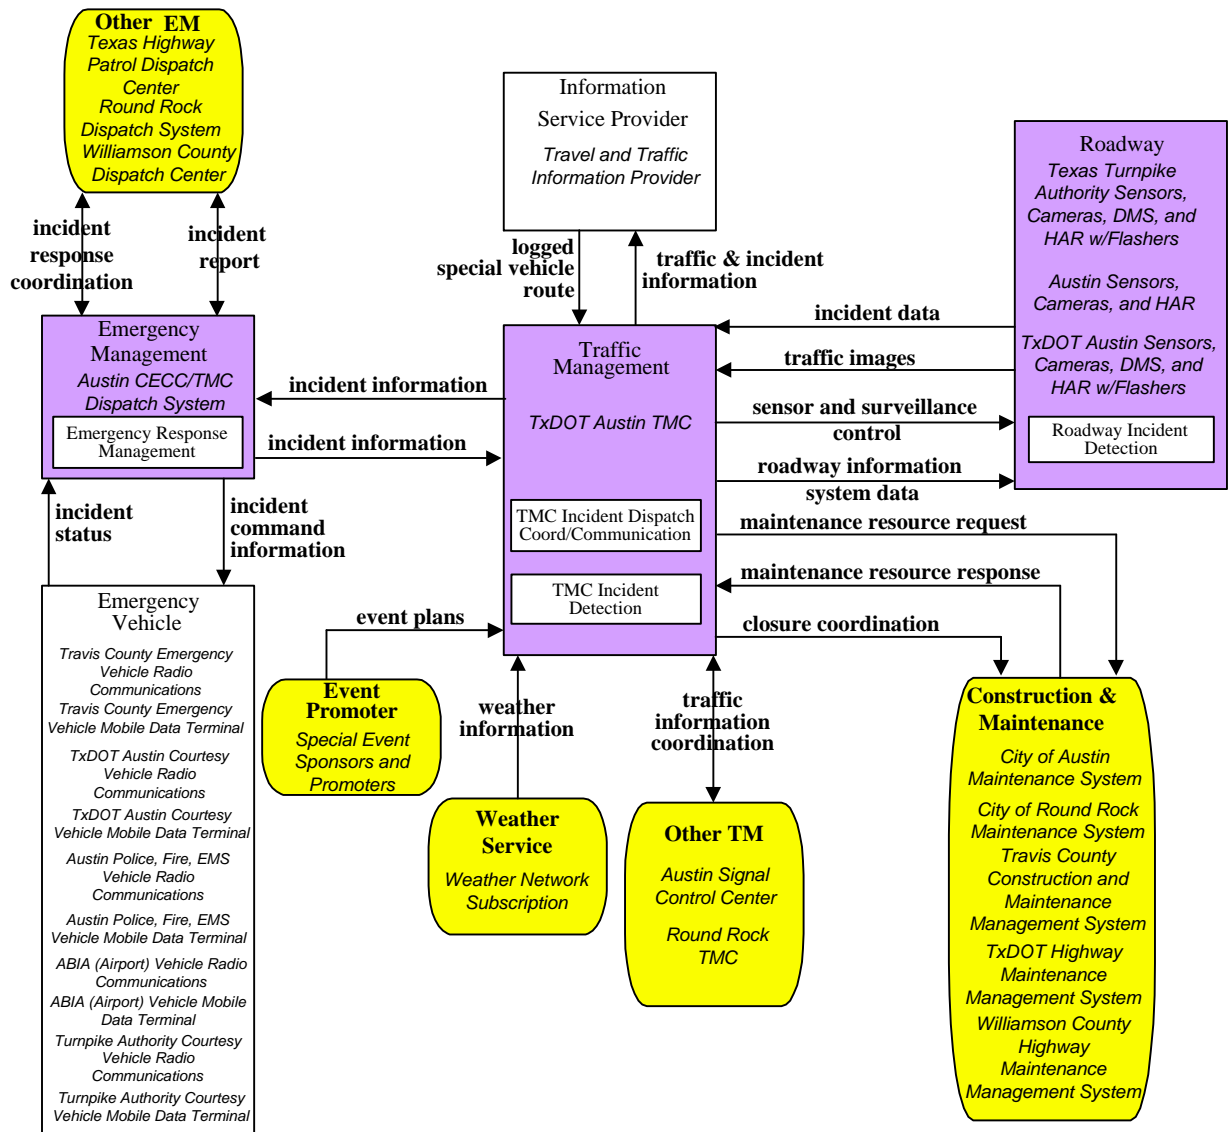 Other EM
Texas Highway
Patrol Dispatch
Center
Round Rock
Dispatch System
Williamson County
Dispatch Center
incident
response
coordination
incident
report
Information
Service Provider
Travel and Traffic
Information Provider
logged
special vehicle
route
traffic & incident
information
Roadway
Texas Turnpike
Authority Sensors,
Cameras, DMS, and
HAR w/Flashers
Austin Sensors,
Cameras, and HAR
TxDOT Austin Sensors,
Cameras, DMS, and
HAR w/Flashers
Roadway Incident
Detection
Emergency
Management
Austin CECC/TMC
Dispatch System
Emergency Response
Management
incident information
incident information
Traffic
Management
TxDOT Austin TMC
TMC Incident Dispatch
Coord/Communication
TMC Incident
Detection
incident data
traffic images
sensor and surveillance
control
roadway information
system data
maintenance resource request
maintenance resource response
closure coordination
incident
status
incident
command
information
Emergency
Vehicle
Travis County Emergency
Vehicle Radio
Communications
Travis County Emergency
Vehicle Mobile Data Terminal
TxDOT Austin Courtesy
Vehicle Radio
Communications
TxDOT Austin Courtesy
Vehicle Mobile Data Terminal
Austin Police, Fire, EMS
Vehicle Radio
Communications
Austin Police, Fire, EMS
Vehicle Mobile Data Terminal
ABIA (Airport) Vehicle Radio
Communications
ABIA (Airport) Vehicle Mobile
Data Terminal
Turnpike Authority Courtesy
Vehicle Radio
Communications
Turnpike Authority Courtesy
Vehicle Mobile Data Terminal
event plans
Event
Promoter
Special Event
Sponsors and
Promoters
weather
information
Weather
Service
Weather Network
Subscription
traffic
information
coordination
Other TM
Austin Signal
Control Center
Round Rock
TMC
Construction &
Maintenance
City of Austin
Maintenance System
City of Round Rock
Maintenance System
Travis County
Construction and
Maintenance
Management System
TxDOT Highway
Maintenance
Management System
Williamson County
Highway
Maintenance
Management System